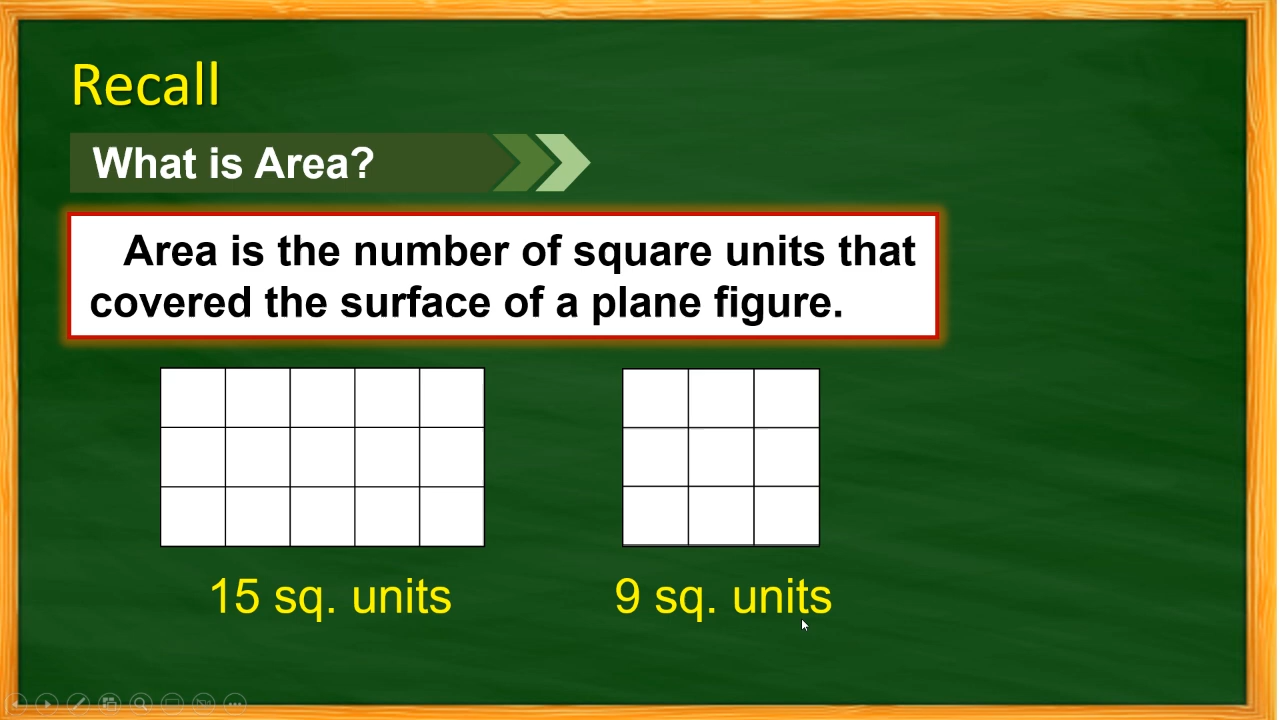 Recall
What is Area?
Area is the number of square units that
covered the surface of a plane figure.
15 sq. units
9 sq. units